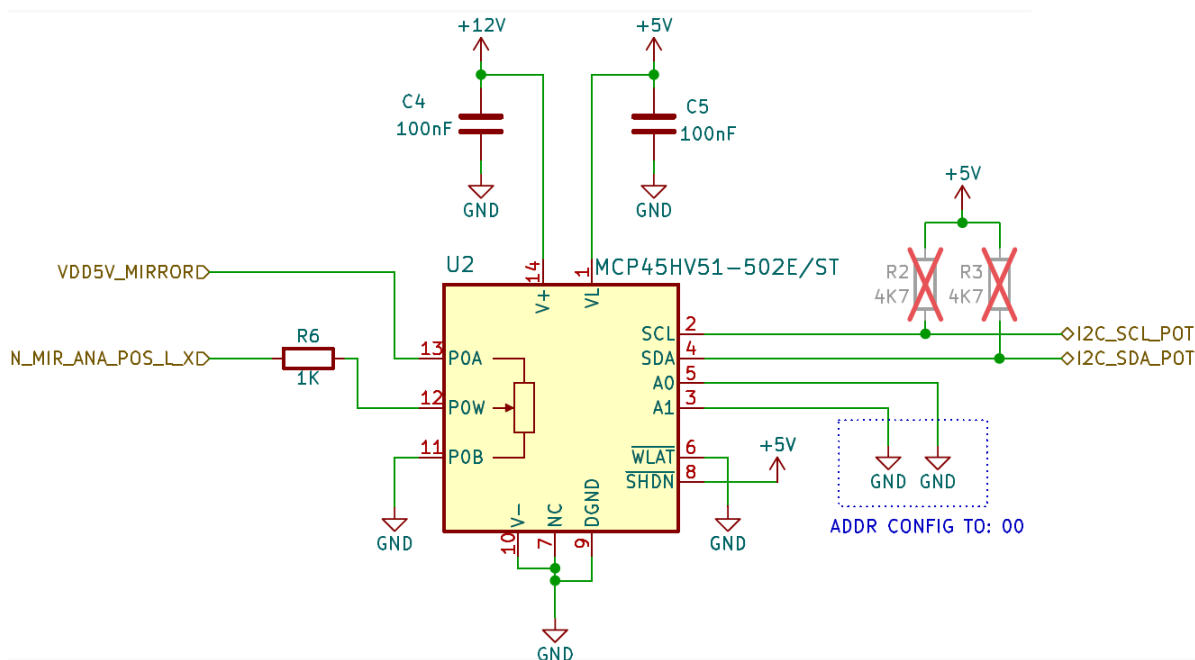 +12V
+5V
C4
100nF
C5
100nF
GND
GND
+5V
VDD5V_MIRROR
U2
MCP45HV51-502E/ST
14
V+
1
VL
R2
4K7
R3
4K7
SCL
2
I2C_SCL_POT
SDA
4
I2C_SDA_POT
N_MIR_ANA_POS_L_X
R6
1K
13
P0A
A0
5
12
P0W
A1
3
11
P0B
WLAT
6
SHDN
8
+5V
GND
GND
GND
GND
ADDR CONFIG TO: 00
V-
10
NC
7
DGND
9
GND